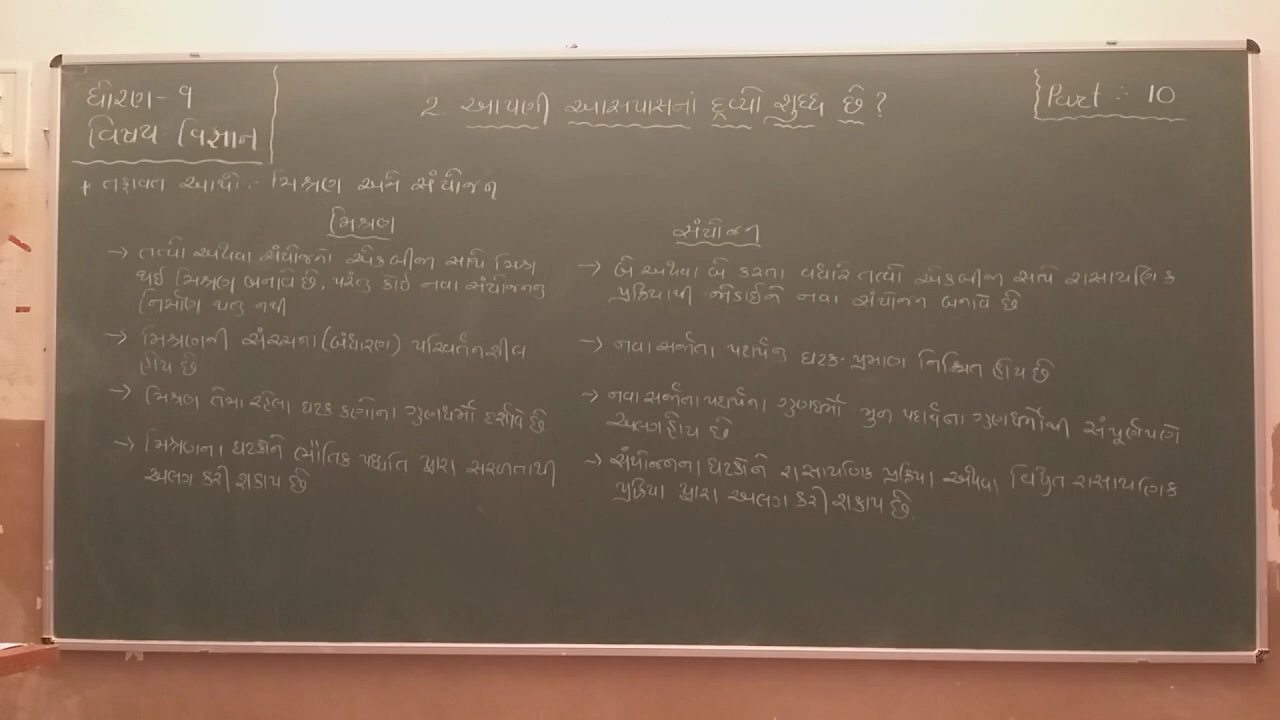 ધોરણ - ૧
વિષય વિજ્ઞાન
૨. આપણી આસપાસનાં દ્રવ્યો શુધ્ધ છે ?
Part :- 10
* તફાવત આપો :- મિશ્રણ અને સંયોજન
મિશ્રણ
→ તત્વો અથવા સંયોજનો એકબીજા સાથે મિશ્ર
થઈ મિશ્રણ બનાવે છે, પરંતુ કોઈ નવા સંયોજનનુ
નિર્માણ થતુ નથી
→ મિશ્રણની સંરચના (બંધારણ) પરિવર્તનશીલ
હોય છે
→ મિશ્રણ તેમા રહેલા ઘટક કણોના ગુણધર્મો દર્શાવે છે
→ મિશ્રણના ઘટકોને ભૌતિક પધ્ધતિ દ્વારા સરળતાથી
અલગ કરી શકાય છે
સંયોજન
→ બે અથવા બે કરતા વધારે તત્વો એકબીજા સાથે રાસાયણિક
પ્રક્રિયાથી જોડાઈને નવા સંયોજન બનાવે છે
→ નવા સર્જાતા પદાર્થનુ ઘટક પ્રમાણ નિશ્ચિત હોય છે
→ નવા સર્જાતા પદાર્થના ગુણધર્મો મુળ પદાર્થના ગુણધર્મોથી સંપૂર્ણપણે
અલગ હોય છે
→ સંયોજનના ઘટકોને રાસાયણિક પ્રક્રિયા અથવા વિધુત રાસાયણિક
પ્રક્રિયા દ્વારા અલગ કરી શકાય છે.